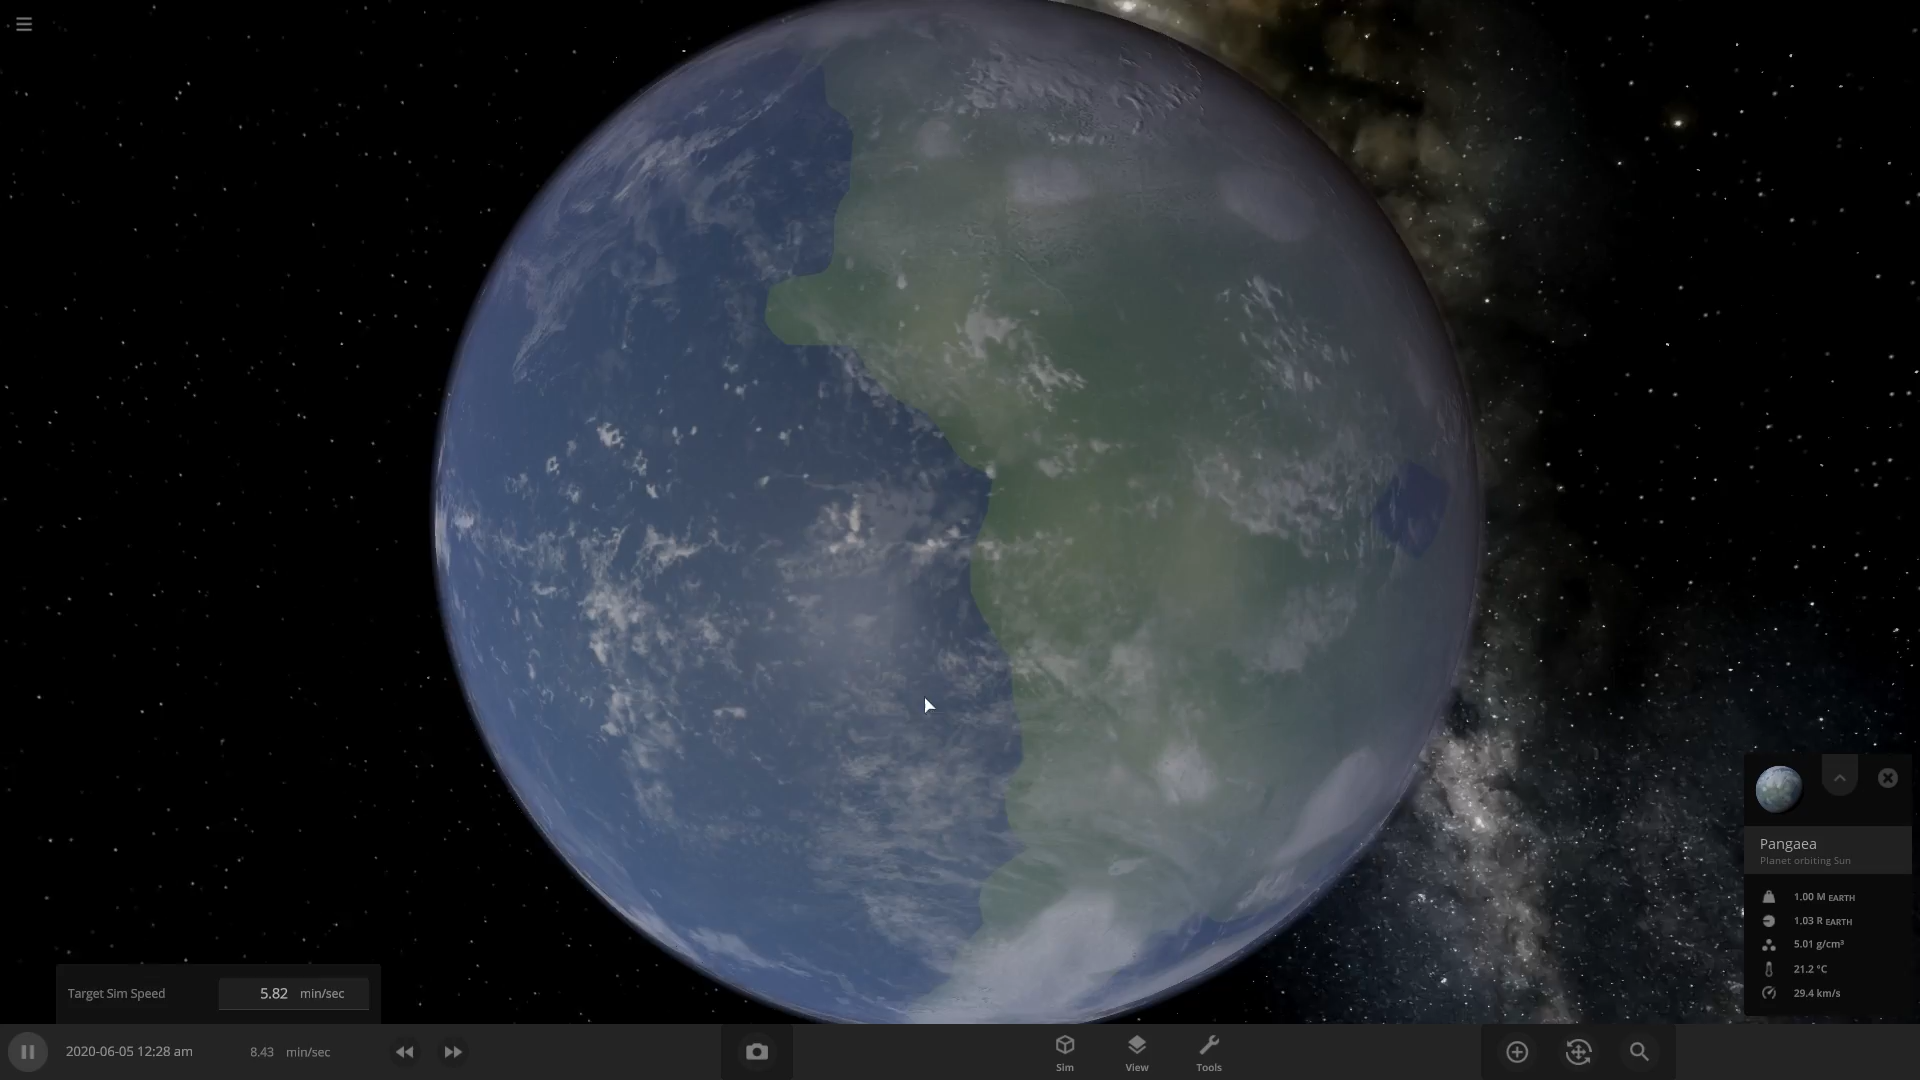 Pangaea
Planet orbiting Sun
1.00 M EARTH
1.03 R EARTH
5.01 g/cm³
21.2 °C
29.4 km/s
Target Sim Speed 5.82 min/sec
2020-06-05 12:28 am 8.43 min/sec
Sim View Tools